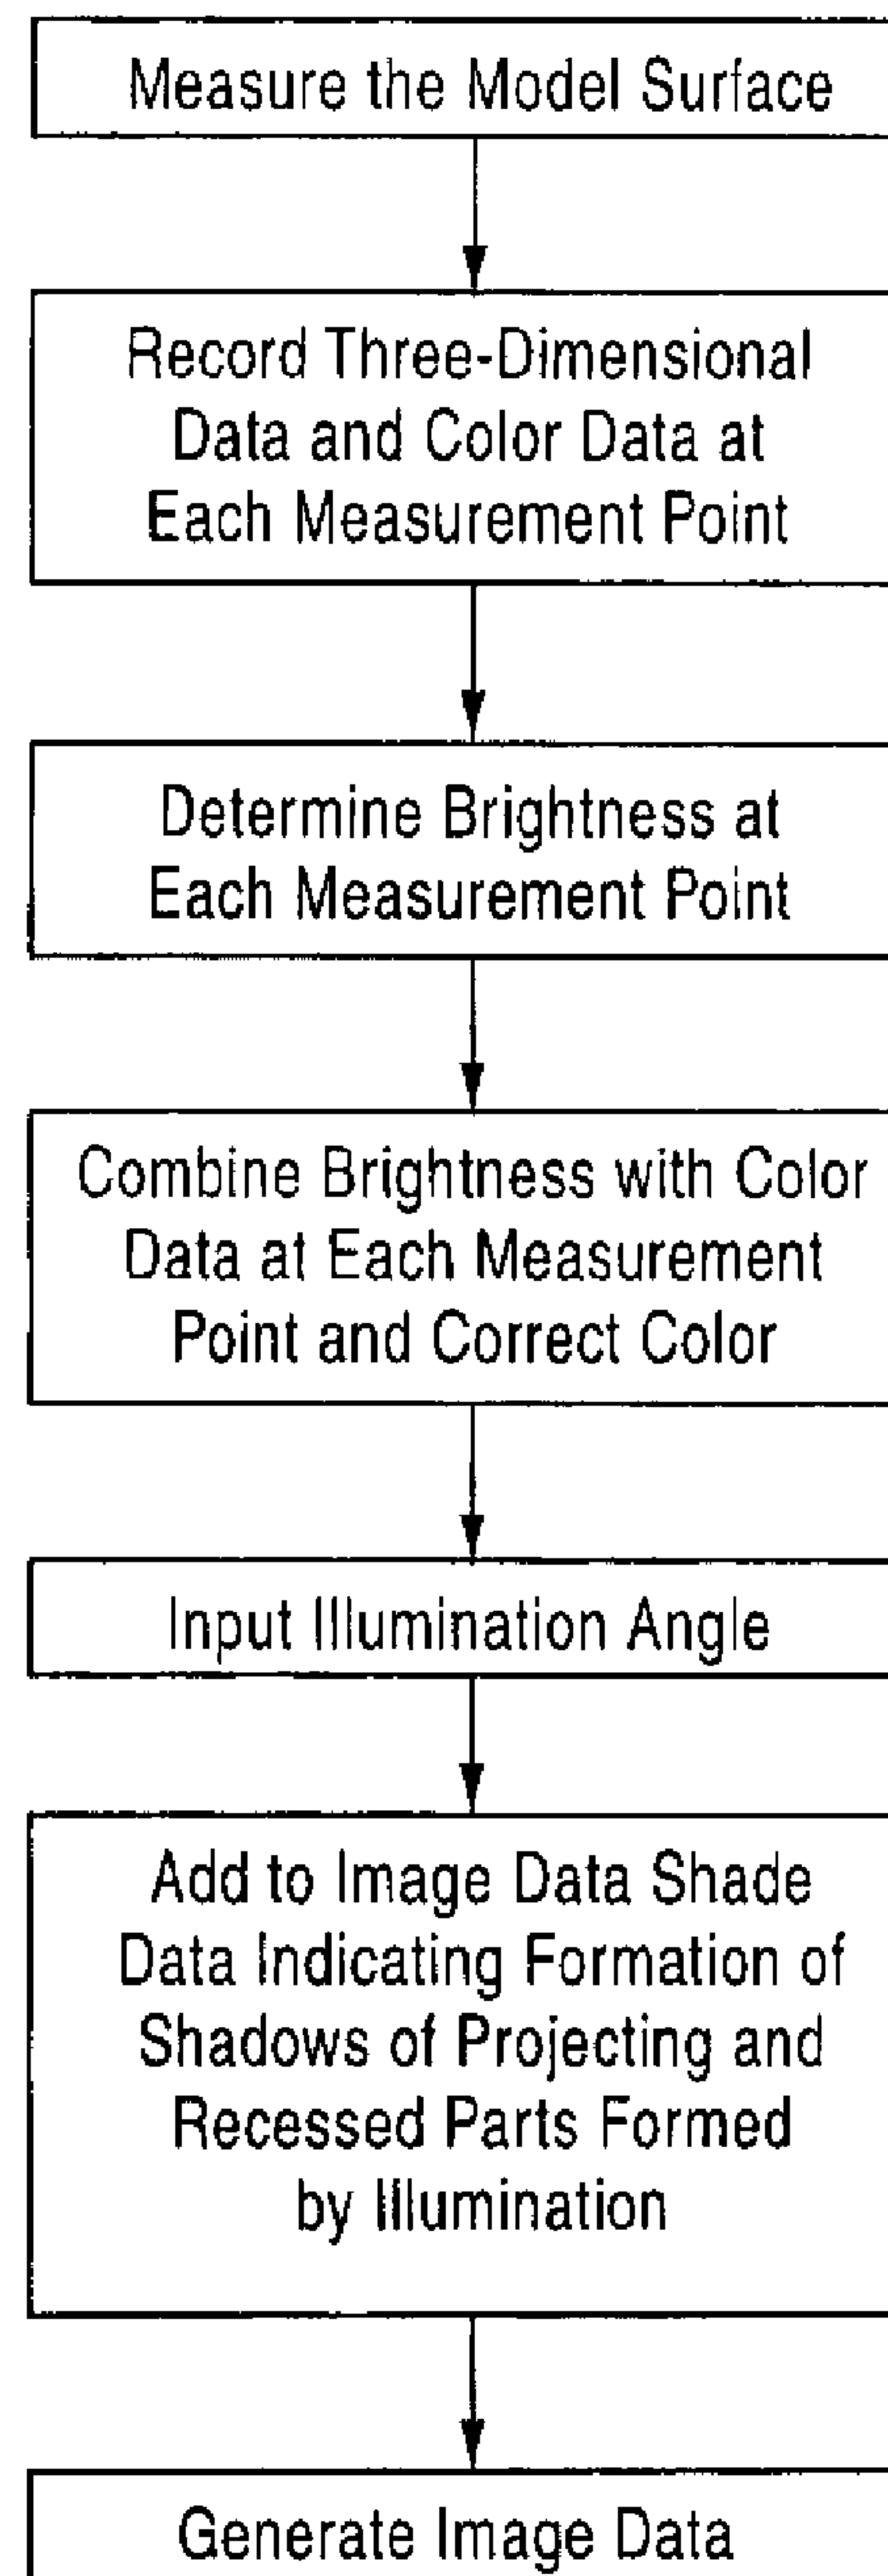 Measure the Model Surface
Record Three-Dimensional
Data and Color Data at
Each Measurement Point
Determine Brightness at
Each Measurement Point
Combine Brightness with Color
Data at Each Measurement
Point and Correct Color
Input Illumination Angle
Add to Image Data Shade
Data Indicating Formation of
Shadows of Projecting and
Recessed Parts Formed
by Illumination
Generate Image Data